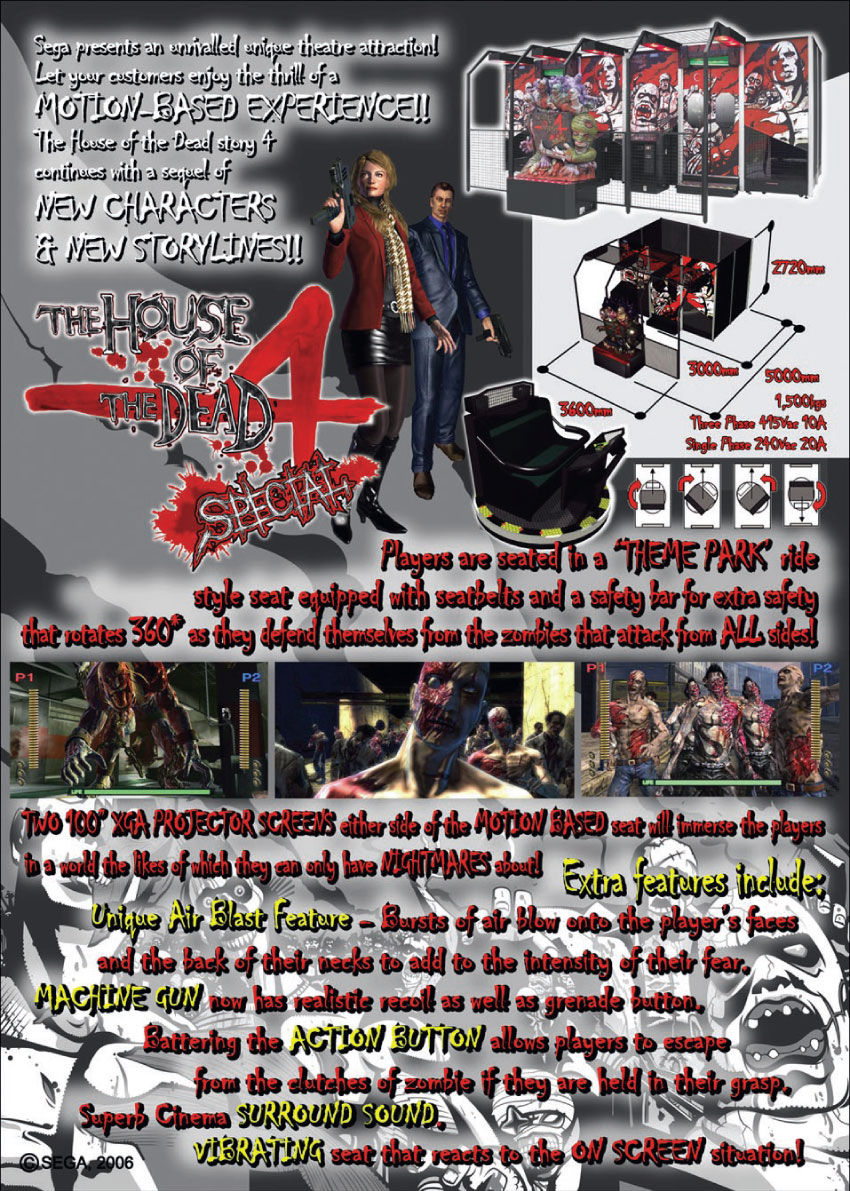 Sega presents an unrivalled unique theatre attraction!
Let your customers enjoy the thrill of a
MOTION-BASED EXPERIENCE!!
The House of the Dead story 4
continues with a sequel of
NEW CHARACTERS
& NEW STORYLINES!!
THE HOUSE
OF
THE DEAD 4
SPECIAL
2720mm
3000mm
5000mm
3600mm
1,500kgs
Three Phase 415Vac 10A
Single Phase 240Vac 20A
Players are seated in a 'THEME PARK' ride
style seat equipped with seatbelts and a safety bar for extra safety
that rotates 360° as they defend themselves from the zombies that attack from ALL sides!
P1 P2
P1 P2
TWO 100" XGA PROJECTOR SCREENS either side of the MOTION BASED seat will immerse the players
in a world the likes of which they can only have NIGHTMARES about!
Extra features include:
Unique Air Blast Feature - Bursts of air blow onto the player's faces
and the back of their necks to add to the intensity of their fear.
MACHINE GUN now has realistic recoil as well as grenade button.
Battering the ACTION BUTTON allows players to escape
from the clutches of zombie if they are held in their grasp.
Superb Cinema SURROUND SOUND.
VIBRATING seat that reacts to the ON SCREEN situation!
©SEGA, 2006